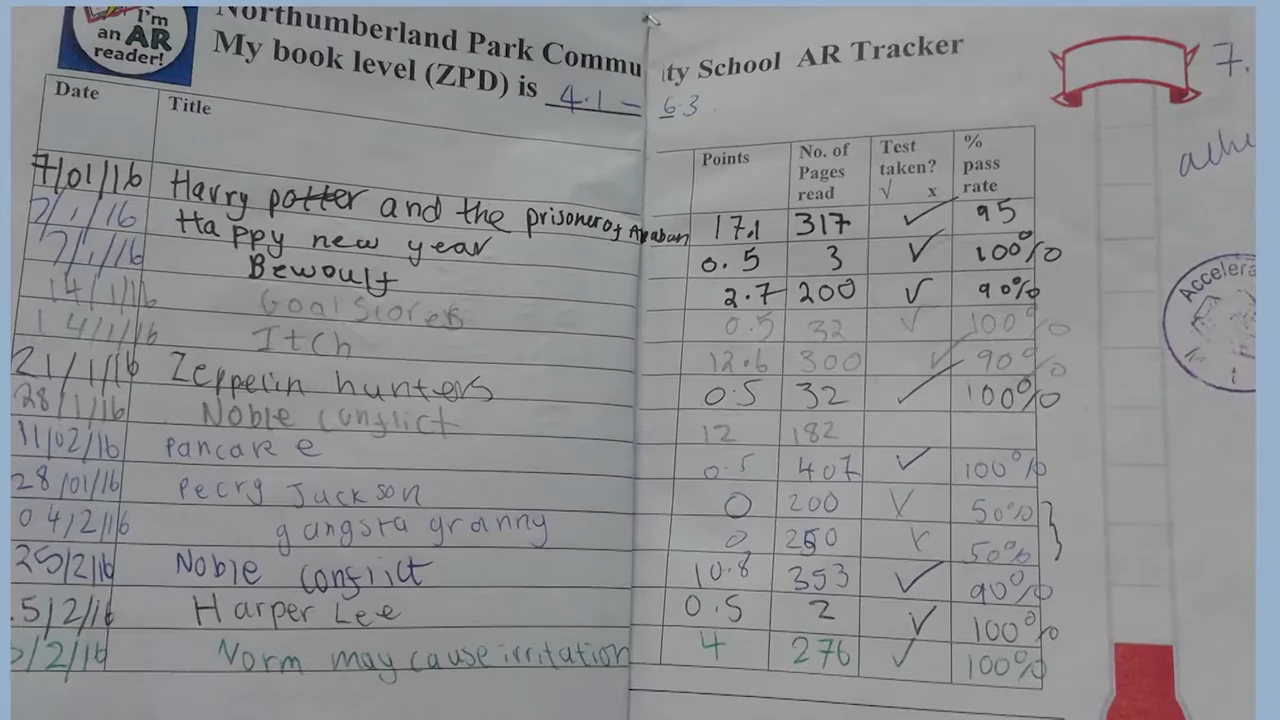 I'm
an AR
reader!
Northumberland Park Commu ity School AR Tracker
My book level (ZPD) is 4.1 - 6.3
7.
Date Title Points No. of Pages read Test taken? √ x % pass rate
7/01/16 Harry potter and the prisoner of 17.1 317 ✓ 95
7/1/16 Happy new year 0.5 3 ✓ 100%
7/1/16 Bewoulf 2.7 200 ✓ 90%
14/1/16 Goal Scorers 0.5 32 ✓ 100%
14/1/16 Itch 12.6 300 ✓ 90%
21/1/16 Zeppelin hunters 0.5 32 ✓ 100%
28/1/16 Noble conflict 12 182
11/02/16 pancake 0.5 407 ✓ 100%
28/01/16 Percy Jackson 0 200 ✓ 50%
04/2/16 gangsta granny 0 250 ✓ 50%
25/2/16 Noble conflict 10.8 353 ✓ 90%
5/2/16 Harper Lee 0.5 2 ✓ 100%
/2/16 Norm may cause irritation 4 276 ✓ 100%
Accelera